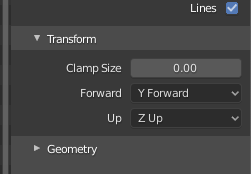 Lines
Transform
Clamp Size 0.00
Forward Y Forward
Up Z Up
Geometry